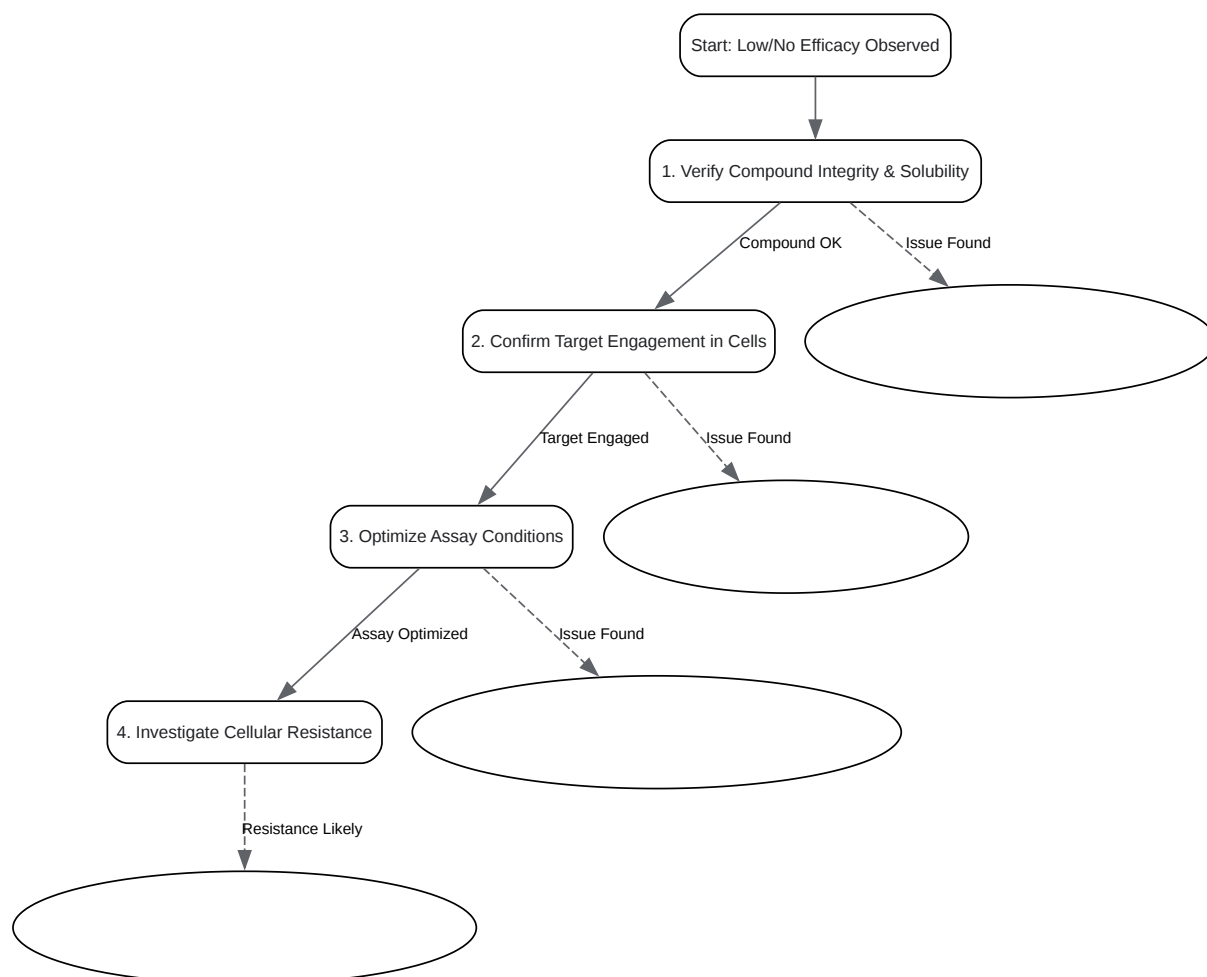 Start: Low/No Efficacy Observed
1. Verify Compound Integrity & Solubility
Compound OK
Issue Found
2. Confirm Target Engagement in Cells
Target Engaged
Issue Found
3. Optimize Assay Conditions
Assay Optimized
Issue Found
4. Investigate Cellular Resistance
Resistance Likely